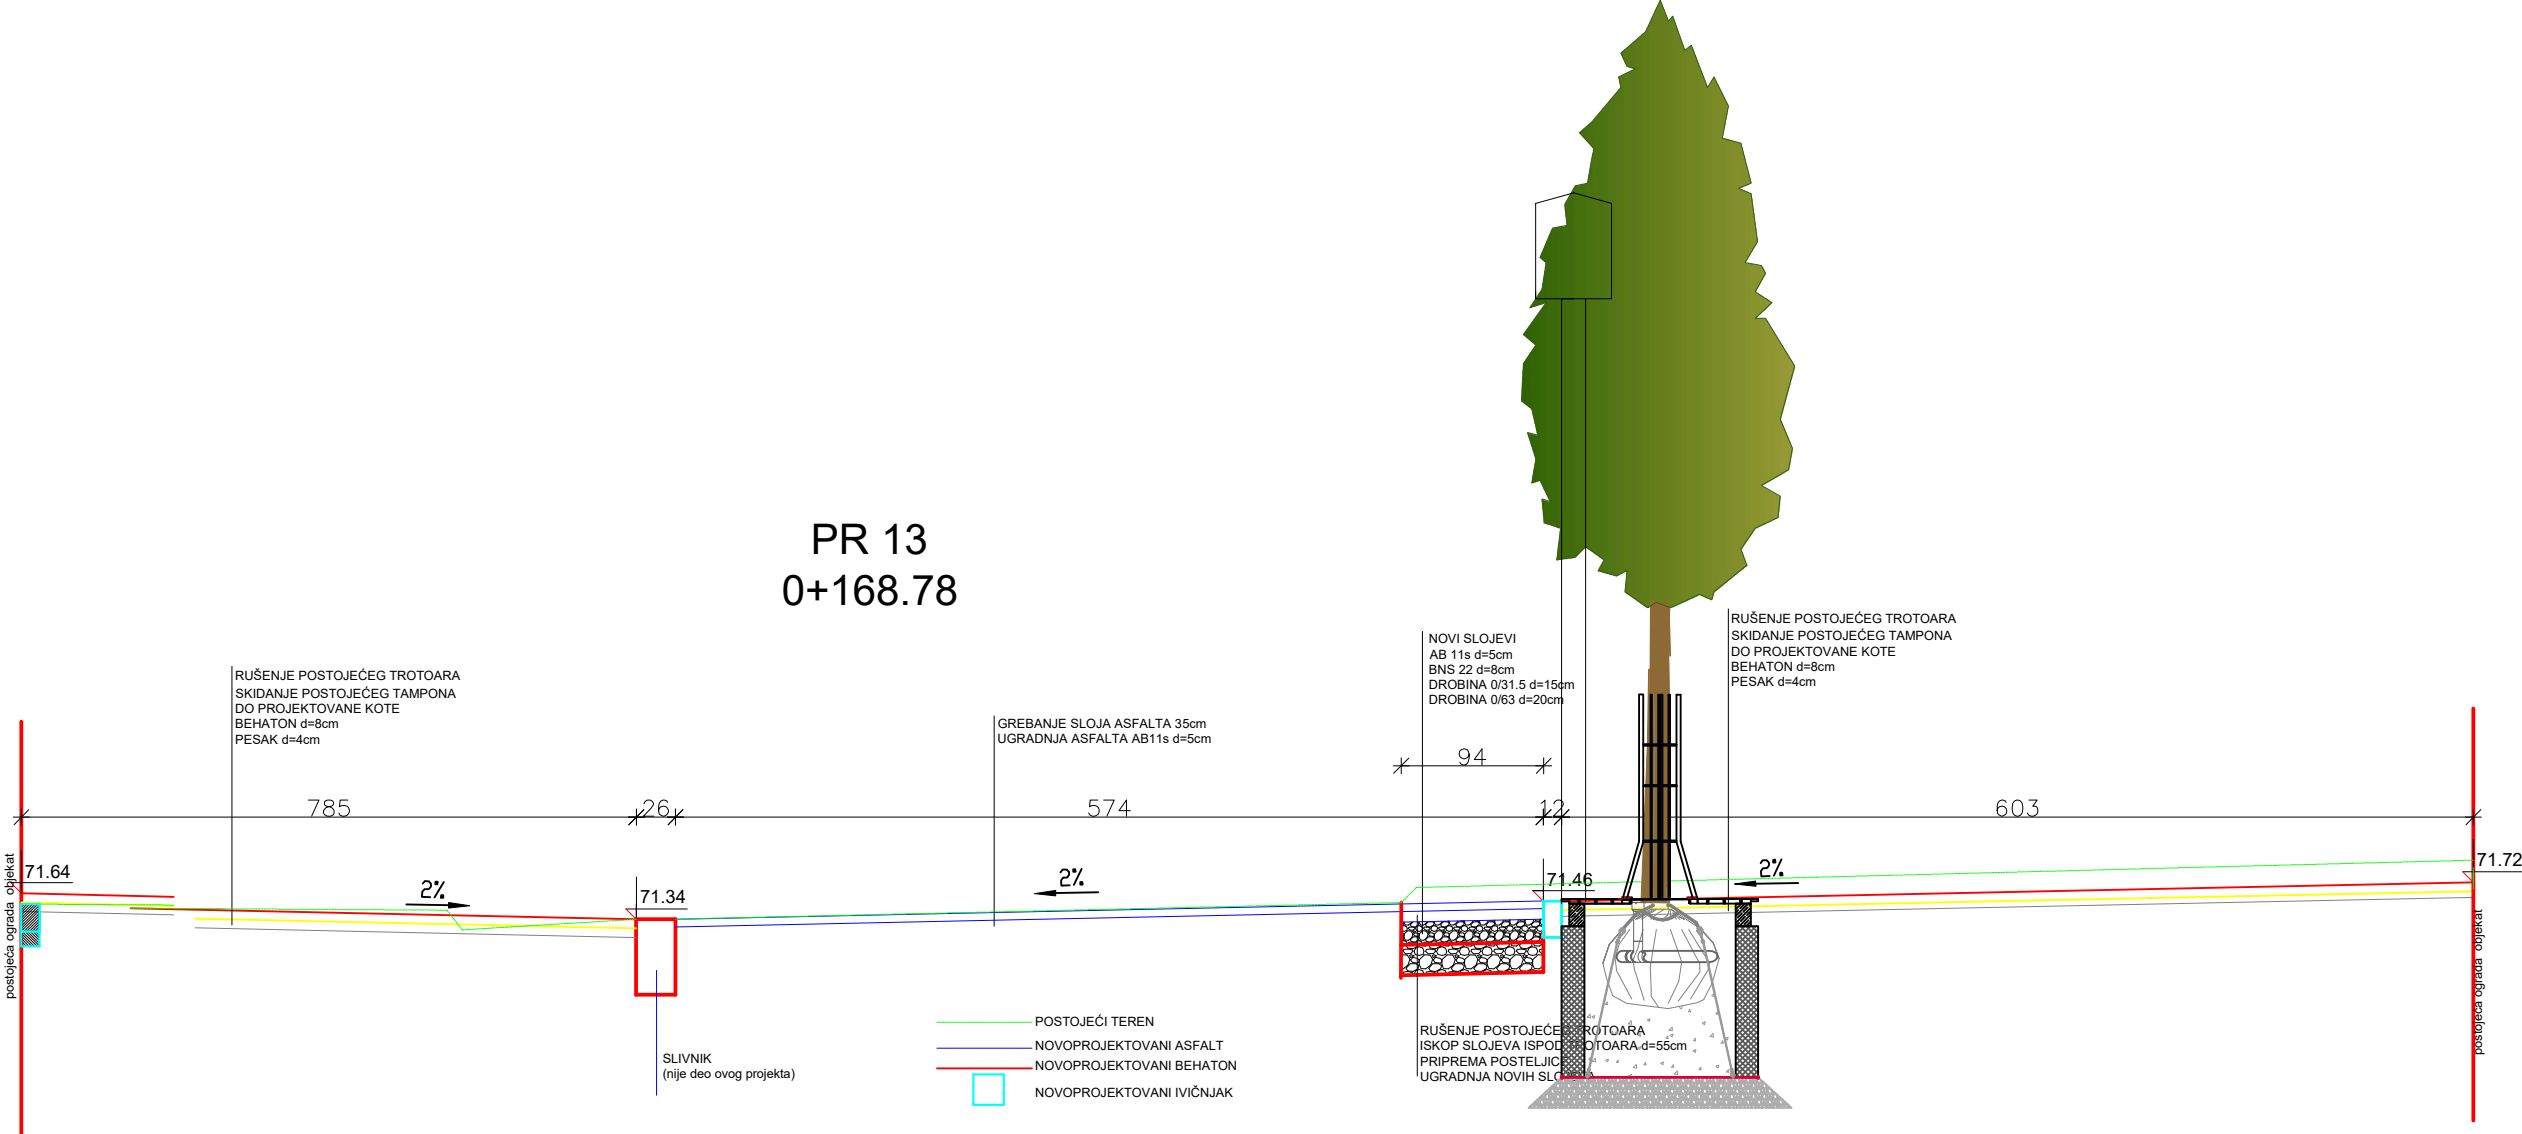 PR 13
0+168.78
RUŠENJE POSTOJEĆEG TROTOARA
SKIDANJE POSTOJEĆEG TAMPONA
DO PROJEKTOVANE KOTE
BEHATON d=8cm
PESAK d=4cm
GREBANJE SLOJA ASFALTA 35cm
UGRADNJA ASFALTA AB11s d=5cm
NOVI SLOJEVI
AB 11s d=5cm
BNS 22 d=8cm
DROBINA 0/31.5 d=15cm
DROBINA 0/63 d=20cm
RUŠENJE POSTOJEĆEG TROTOARA
SKIDANJE POSTOJEĆEG TAMPONA
DO PROJEKTOVANE KOTE
BEHATON d=8cm
PESAK d=4cm
94
785
26
574
12
603
71.64
2%
71.34
2%
71.46
2%
71.72
postojeća ograda objekat
postojeća ograda objekat
SLIVNIK
(nije deo ovog projekta)
POSTOJEĆI TEREN
NOVOPROJEKTOVANI ASFALT
NOVOPROJEKTOVANI BEHATON
NOVOPROJEKTOVANI IVIČNJAK
RUŠENJE POSTOJEĆEG TROTOARA
ISKOP SLOJEVA ISPOD TROTOARA d=55cm
PRIPREMA POSTELJICE
UGRADNJA NOVIH